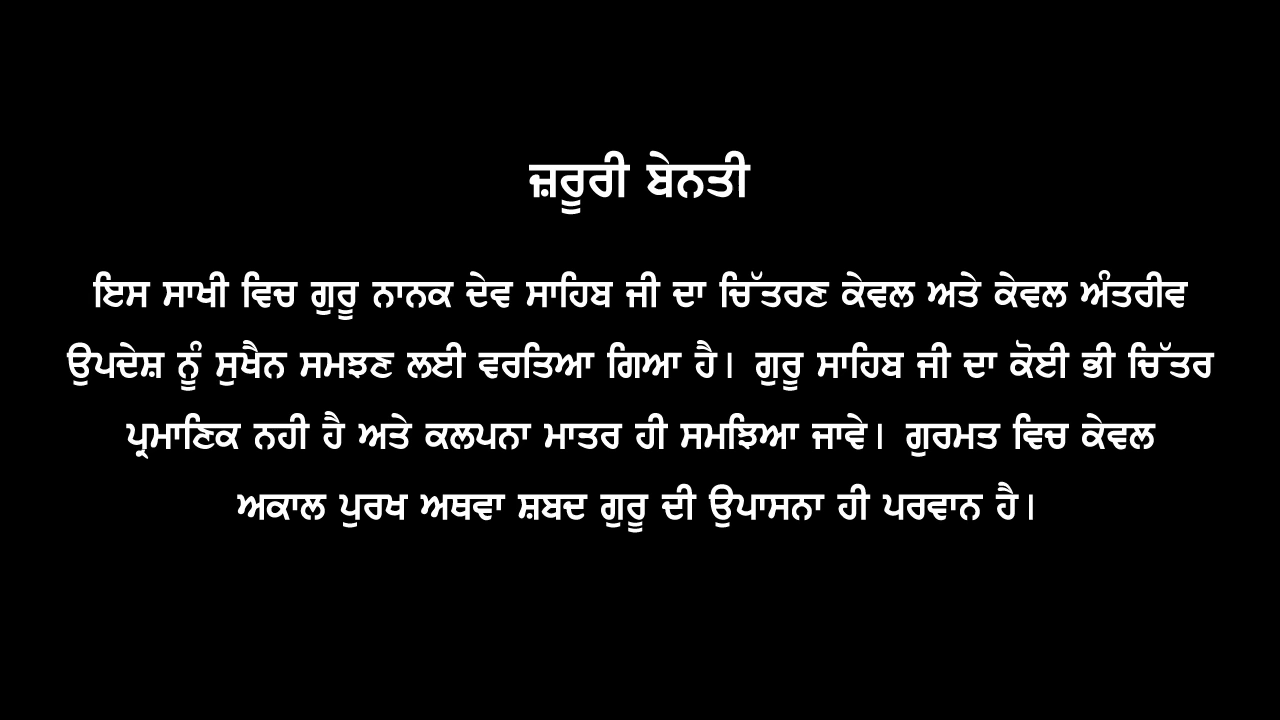 ਜ਼ਰੂਰੀ ਬੇਨਤੀ
ਇਸ ਸਾਖੀ ਵਿਚ ਗੁਰੂ ਨਾਨਕ ਦੇਵ ਸਾਹਿਬ ਜੀ ਦਾ ਚਿੱਤਰਣ ਕੇਵਲ ਅਤੇ ਕੇਵਲ ਅੰਤਰੀਵ
ਉਪਦੇਸ਼ ਨੂੰ ਸੁਖੈਨ ਸਮਝਣ ਲਈ ਵਰਤਿਆ ਗਿਆ ਹੈ। ਗੁਰੂ ਸਾਹਿਬ ਜੀ ਦਾ ਕੋਈ ਭੀ ਚਿੱਤਰ
ਪ੍ਰਮਾਣਿਕ ਨਹੀ ਹੈ ਅਤੇ ਕਲਪਨਾ ਮਾਤਰ ਹੀ ਸਮਝਿਆ ਜਾਵੇ। ਗੁਰਮਤ ਵਿਚ ਕੇਵਲ
ਅਕਾਲ ਪੁਰਖ ਅਥਵਾ ਸ਼ਬਦ ਗੁਰੂ ਦੀ ਉਪਾਸਨਾ ਹੀ ਪਰਵਾਨ ਹੈ।